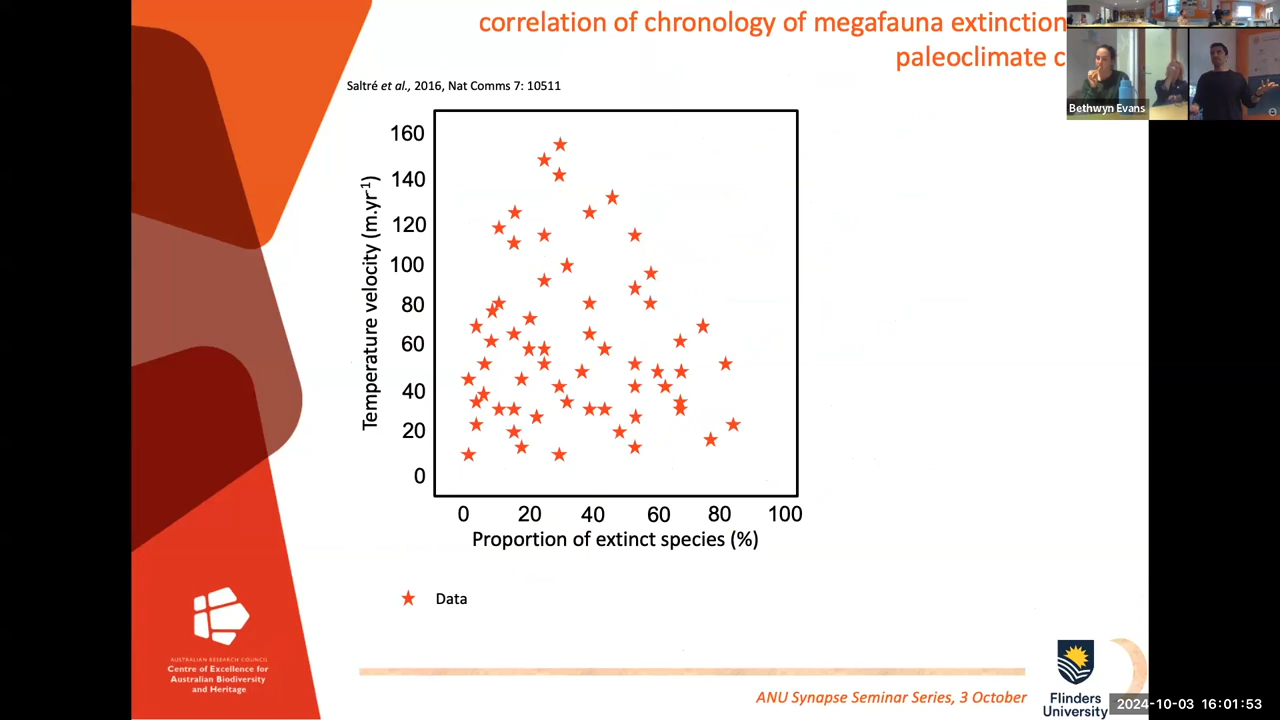 correlation of chronology of megafauna extinction
paleoclimate c
Saltré et al., 2016, Nat Comms 7: 10511
Bethwyn Evans
Temperature velocity (m.yr-1)
160
140
120
100
80
60
40
20
0
0 20 40 60 80 100
Proportion of extinct species (%)
Data
AUSTRALIAN RESEARCH COUNCIL
Centre of Excellence for
Australian Biodiversity
and Heritage
ANU Synapse Seminar Series, 3 October
Flinders
University
2024-10-03 16:01:53